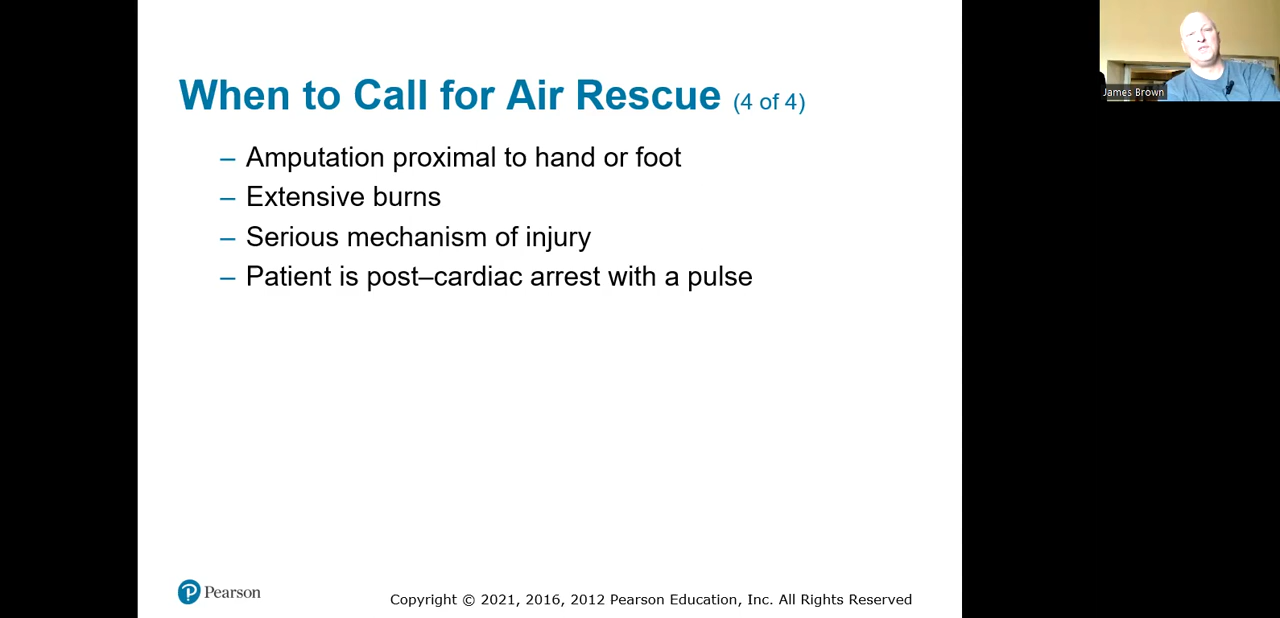 When to Call for Air Rescue (4 of 4)
– Amputation proximal to hand or foot
– Extensive burns
– Serious mechanism of injury
– Patient is post–cardiac arrest with a pulse
James Brown
Pearson
Copyright © 2021, 2016, 2012 Pearson Education, Inc. All Rights Reserved